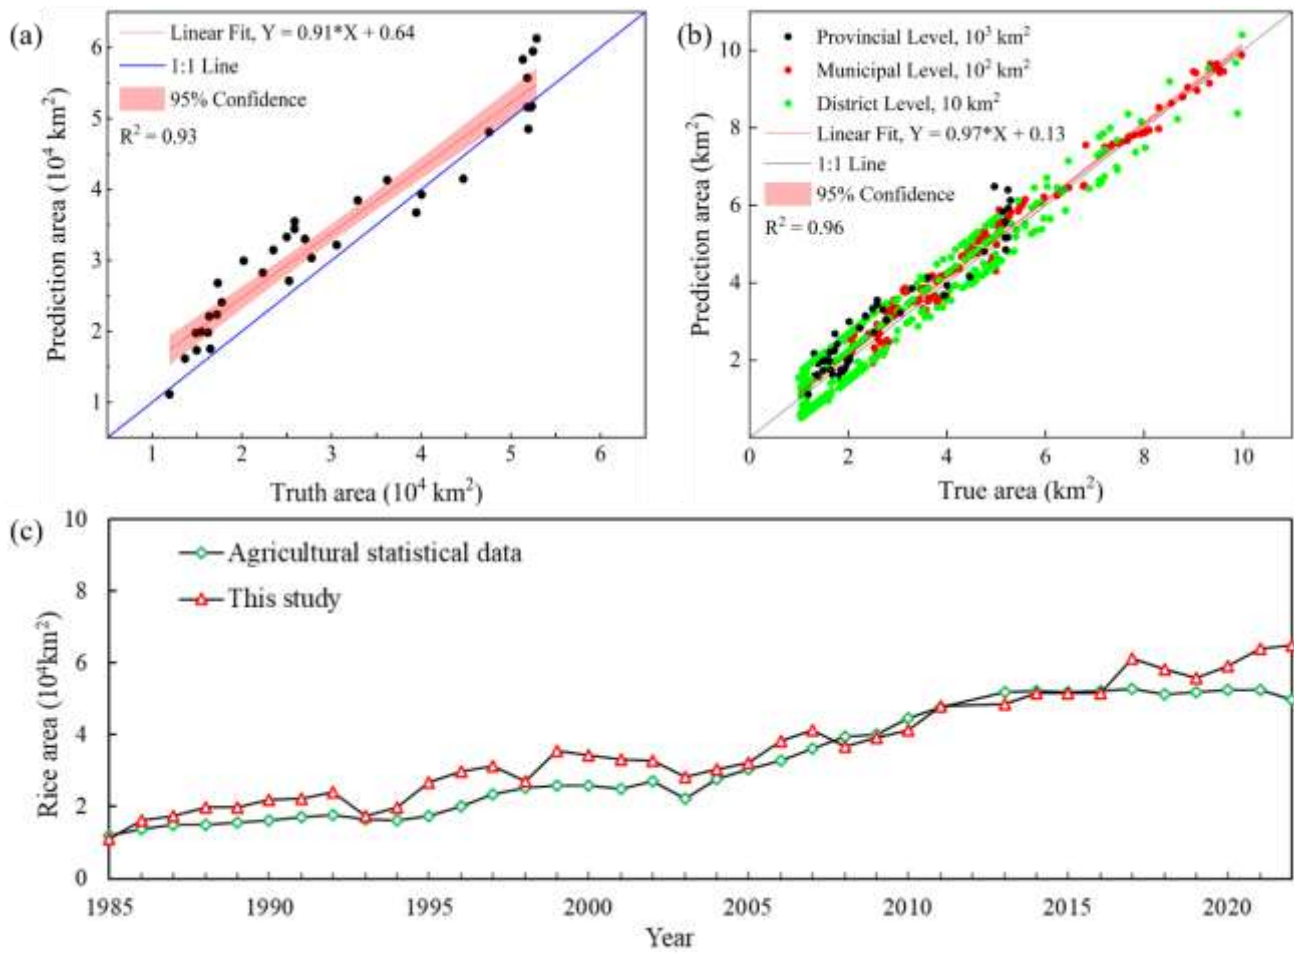 (a)
Linear Fit, Y = 0.91*X + 0.64
1:1 Line
95% Confidence
R² = 0.93
Prediction area (10⁴ km²)
6
5
4
3
2
1
1 2 3 4 5 6
Truth area (10⁴ km²)
(b)
Provincial Level, 10³ km²
Municipal Level, 10² km²
District Level, 10 km²
Linear Fit, Y = 0.97*X + 0.13
1:1 Line
95% Confidence
R² = 0.96
Prediction area (km²)
10
8
6
4
2
0 2 4 6 8 10
True area (km²)
(c)
Agricultural statistical data
This study
Rice area (10⁴km²)
10
8
6
4
2
0
1985 1990 1995 2000 2005 2010 2015 2020
Year